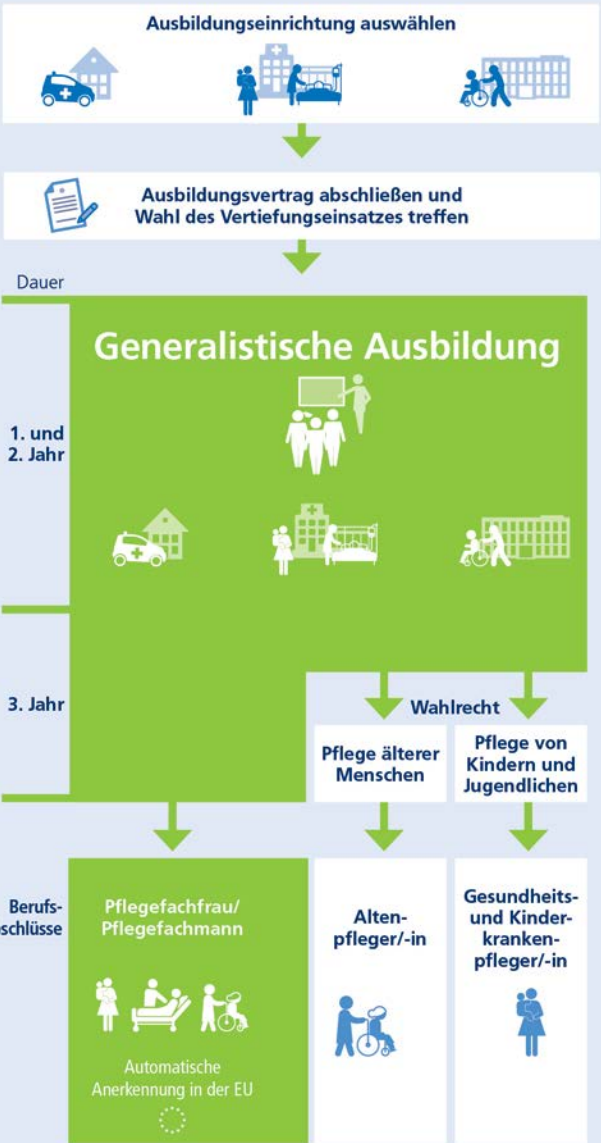 Ausbildungseinrichtung auswählen
Ausbildungsvertrag abschließen und
Wahl des Vertiefungseinsatzes treffen
Dauer
Generalistische Ausbildung
1. und
2. Jahr
3. Jahr
Wahlrecht
Pflege älterer
Menschen
Pflege von
Kindern und
Jugendlichen
Berufs-
schlüsse
Pflegefachfrau/
Pflegefachmann
Automatische
Anerkennung in der EU
Alten-
pfleger/-in
Gesundheits-
und Kinder-
kranken-
pfleger/-in